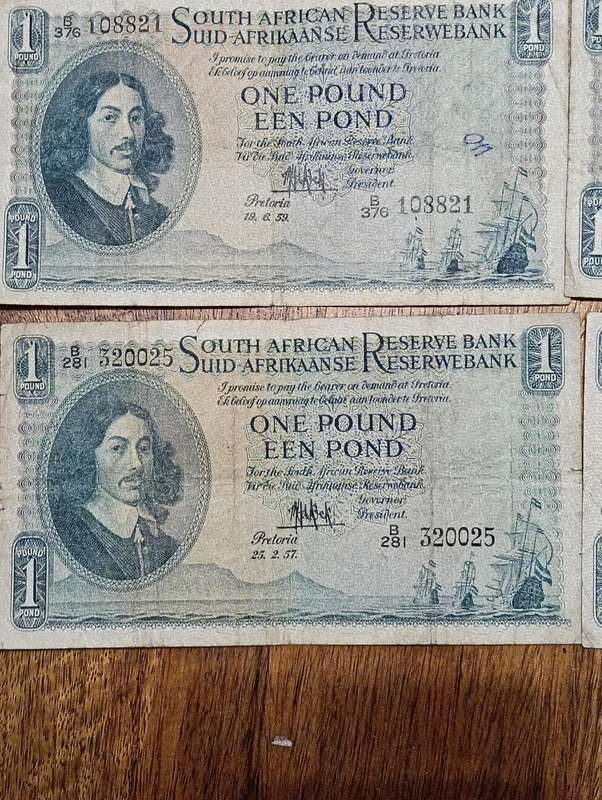 1 B/376 108821 SOUTH AFRICAN RESERVE BANK 1
POUND SUID-AFRIKAANSE RESERWEBANK POUND
I promise to pay the bearer on demand at Pretoria
Ek beloof op aanvraag te betaal aan toonder te Pretoria.
ONE POUND
EEN POND
For the South African Reserve Bank
Vir die Suid Afrikaanse Reserwebank
Governor
President
Pretoria
19. 6. 59.
B/376 108821
POUND
1
POND
1 B/281 320025 SOUTH AFRICAN RESERVE BANK 1
POUND SUID-AFRIKAANSE RESERWEBANK POUND
I promise to pay the bearer on demand at Pretoria
Ek beloof op aanvraag te betaal aan toonder te Pretoria.
ONE POUND
EEN POND
For the South African Reserve Bank
Vir die Suid Afrikaanse Reserwebank.
Governor
President
Pretoria
25. 2. 57.
B/281 320025
POUND
1
POND